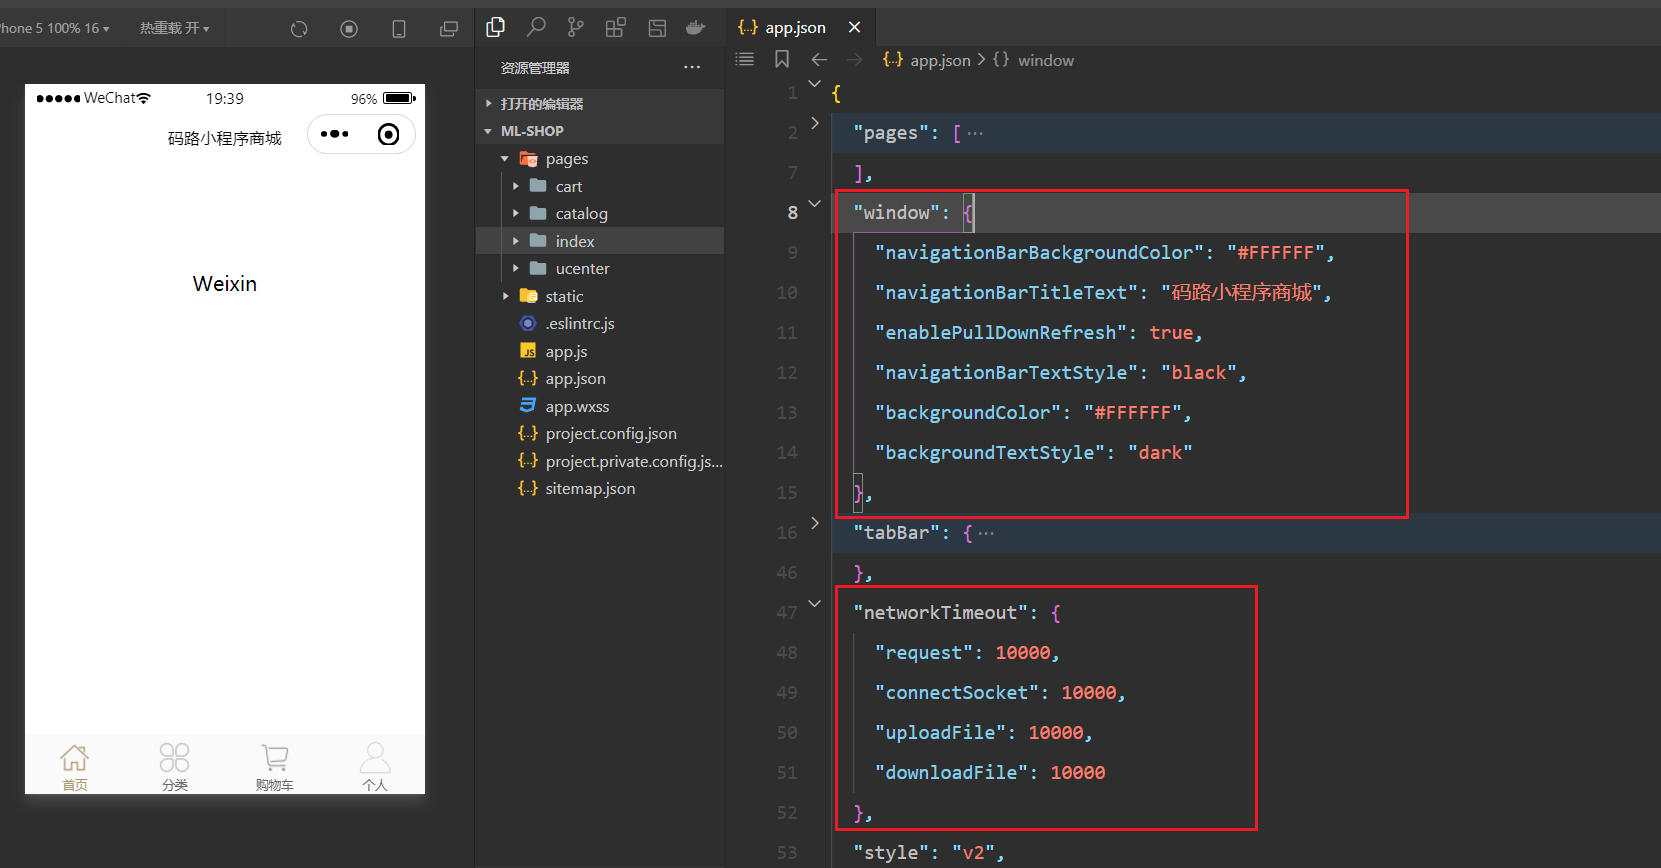 hone 5 100% 16
热重载 开
WeChat
19:39
96%
码路小程序商城
Weixin
首页
分类
购物车
个人
资源管理器
打开的编辑器
ML-SHOP
pages
cart
catalog
index
ucenter
static
.eslintrc.js
app.js
app.json
app.wxss
project.config.json
project.private.config.js...
sitemap.json
{..} app.json
{..} app.json > {} window
1 {
2 "pages": [ ...
7 ],
8 "window": {
9 "navigationBarBackgroundColor": "#FFFFFF",
10 "navigationBarTitleText": "码路小程序商城",
11 "enablePullDownRefresh": true,
12 "navigationBarTextStyle": "black",
13 "backgroundColor": "#FFFFFF",
14 "backgroundTextStyle": "dark"
15 },
16 "tabBar": { ...
46 },
47 "networkTimeout": {
48 "request": 10000,
49 "connectSocket": 10000,
50 "uploadFile": 10000,
51 "downloadFile": 10000
52 },
53 "style": "v2",